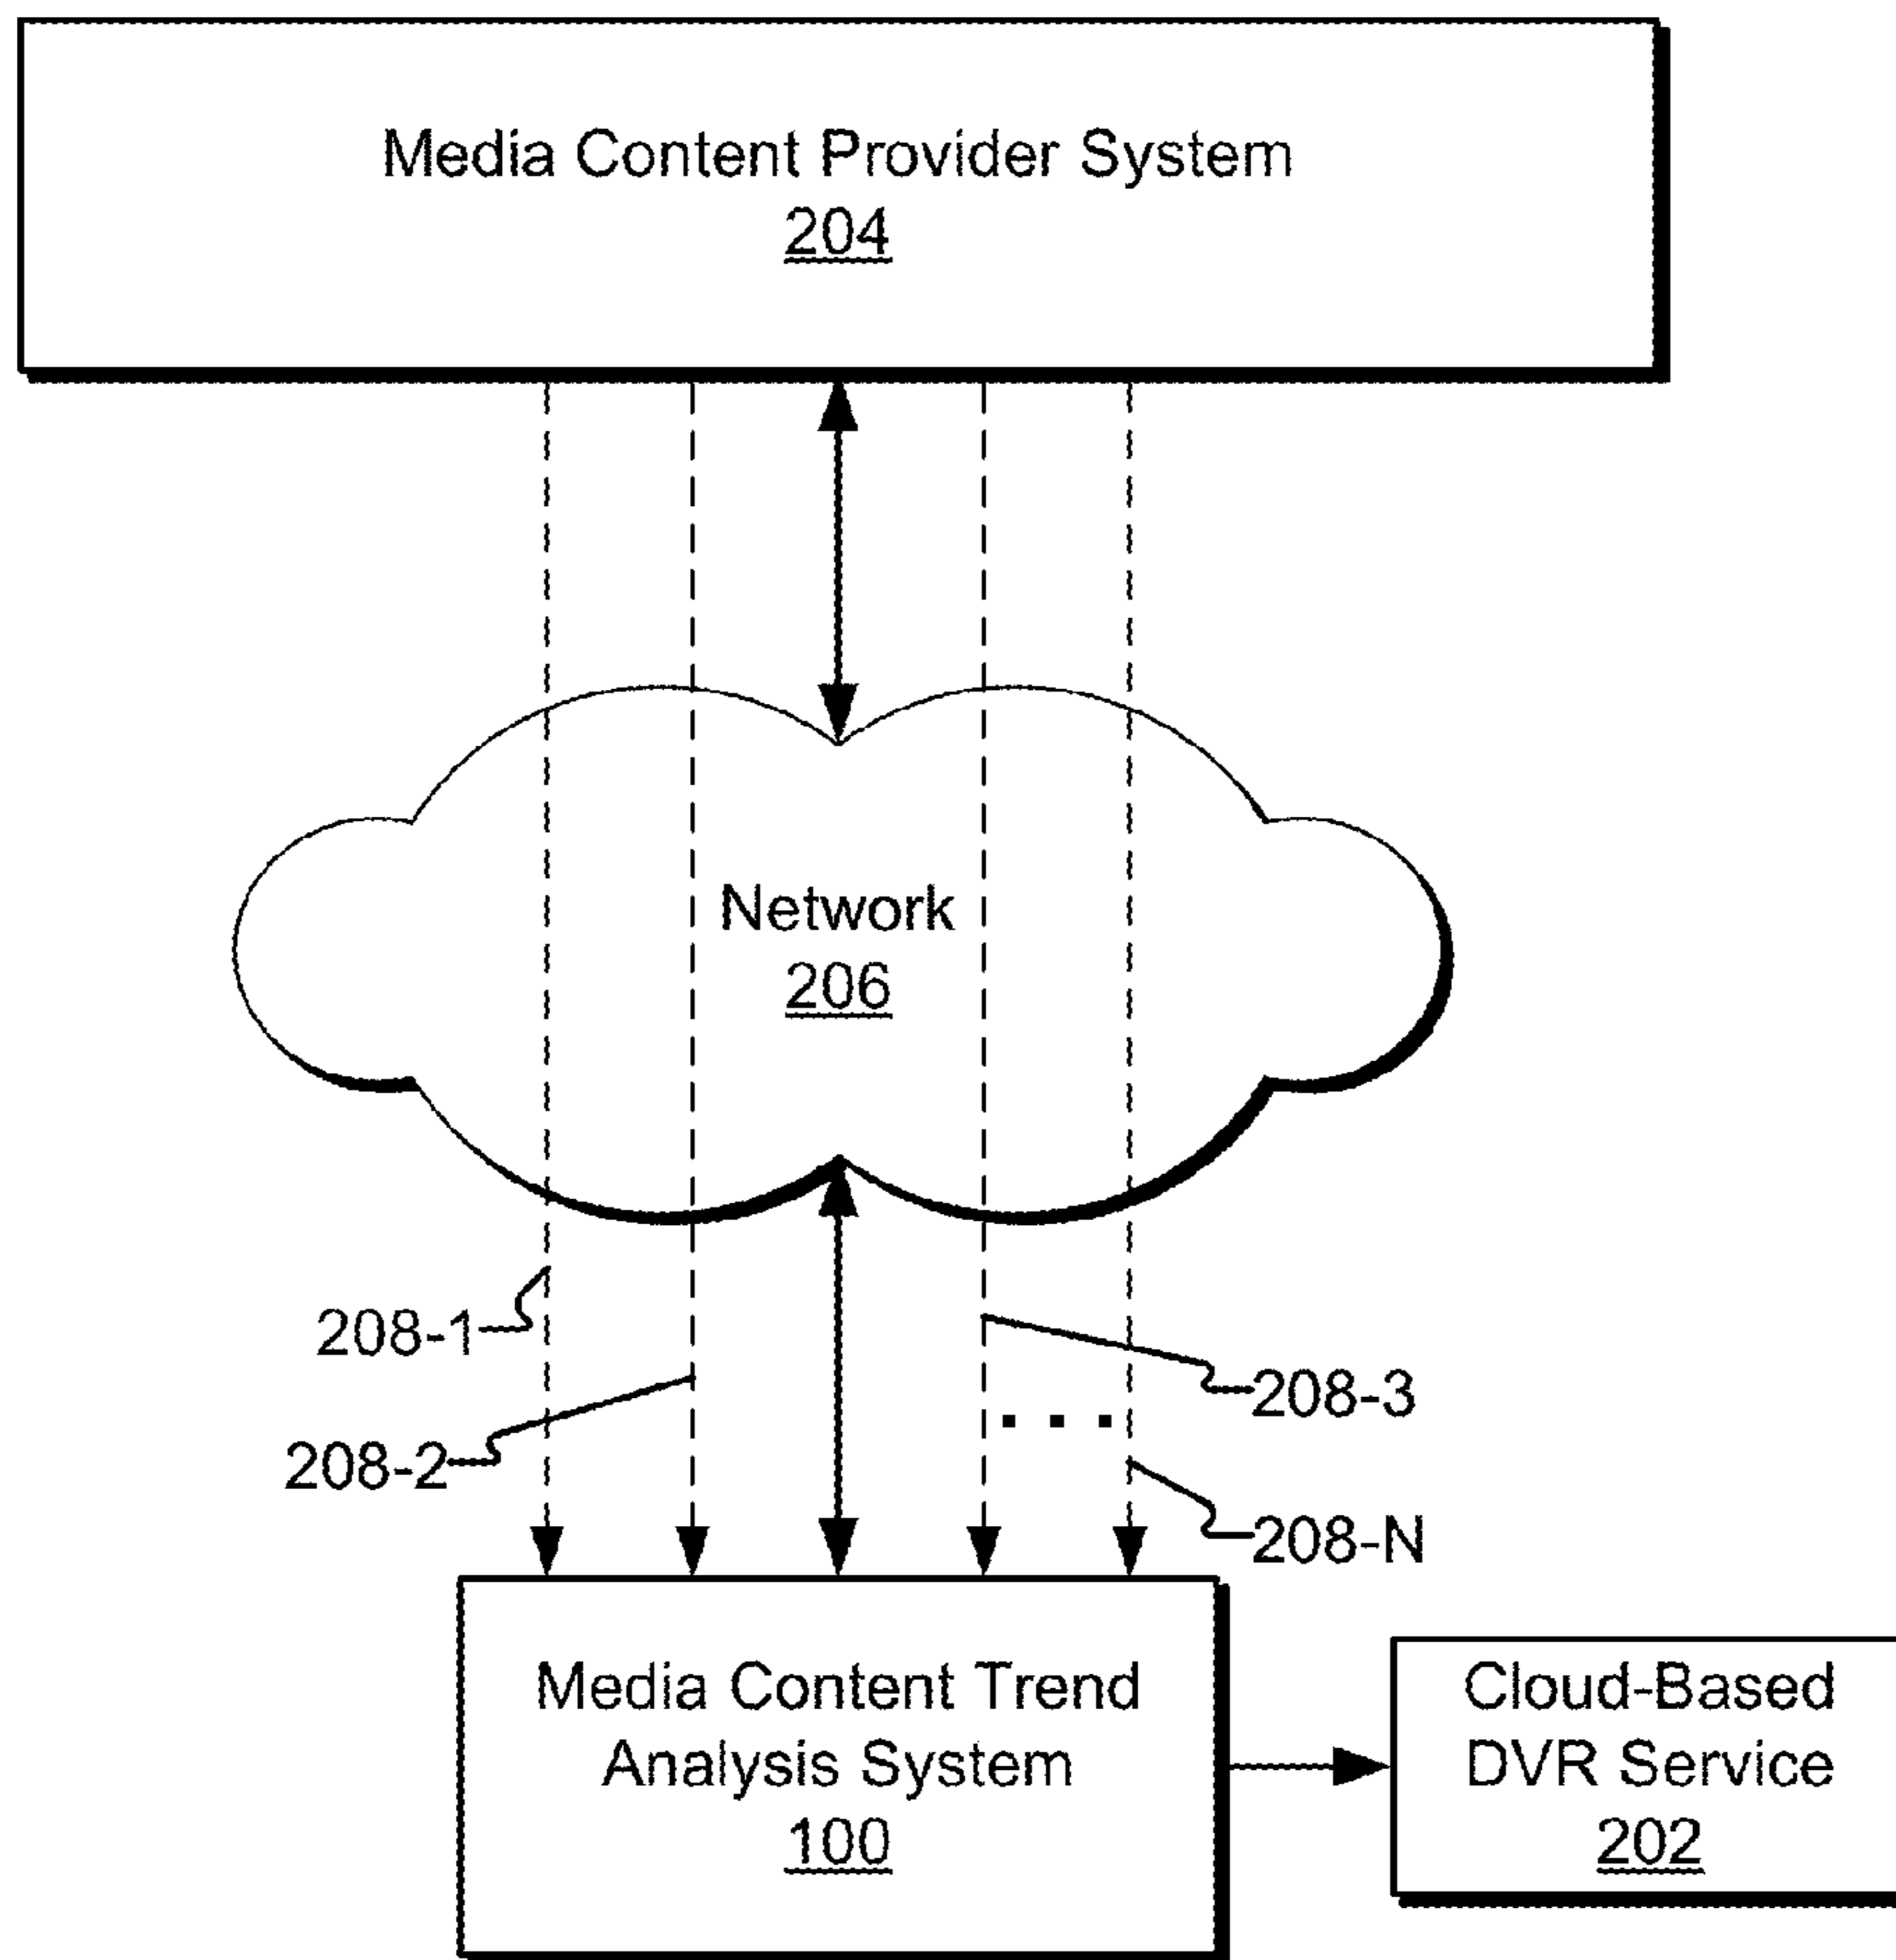 Media Content Provider System
204
Network
206
208-1
208-3
208-2
. . .
208-N
Media Content Trend
Analysis System
100
Cloud-Based
DVR Service
202